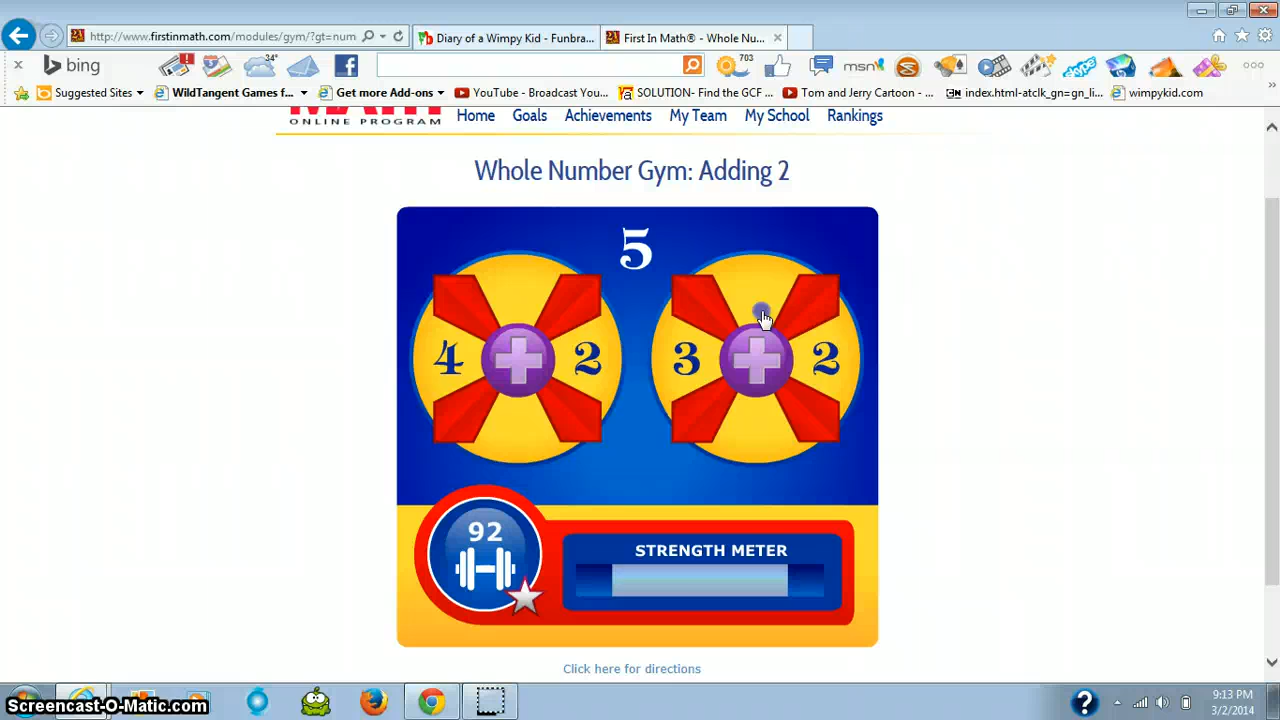 http://www.firstinmath.com/modules/gym/?gt=num
Diary of a Wimpy Kid - Funbra...
First In Math® - Whole Nu...
bing
34°
703
msn
Suggested Sites
WildTangent Games f...
Get more Add-ons
YouTube - Broadcast You...
SOLUTION- Find the GCF ...
Tom and Jerry Cartoon - ...
index.html-atclk_gn=gn_li...
wimpykid.com
MATH
ONLINE PROGRAM
Home
Goals
Achievements
My Team
My School
Rankings
Whole Number Gym: Adding 2
5
4 + 2
3 + 2
92
STRENGTH METER
Click here for directions
Screencast-O-Matic.com
9:13 PM
3/2/2014